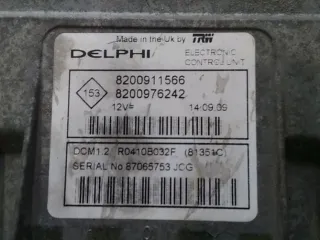 Made in the Uk by TRW
DELPHI ELECTRONIC
CONTROL UNIT
153
8200911566
8200976242
12V= 14.09.09
DCM1.2 R0410B032F (81351C)
SERIAL No 87065753 JCG